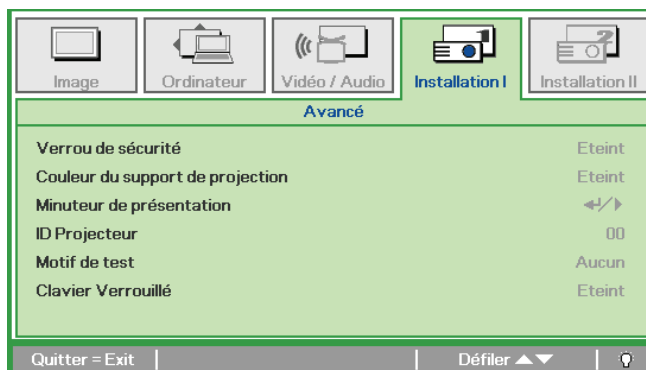 Image Ordinateur Vidéo / Audio Installation I Installation II
Avancé
Verrou de sécurité Eteint
Couleur du support de projection Eteint
Minuteur de présentation
ID Projecteur 00
Motif de test Aucun
Clavier Verrouillé Eteint
Quitter = Exit Défiler